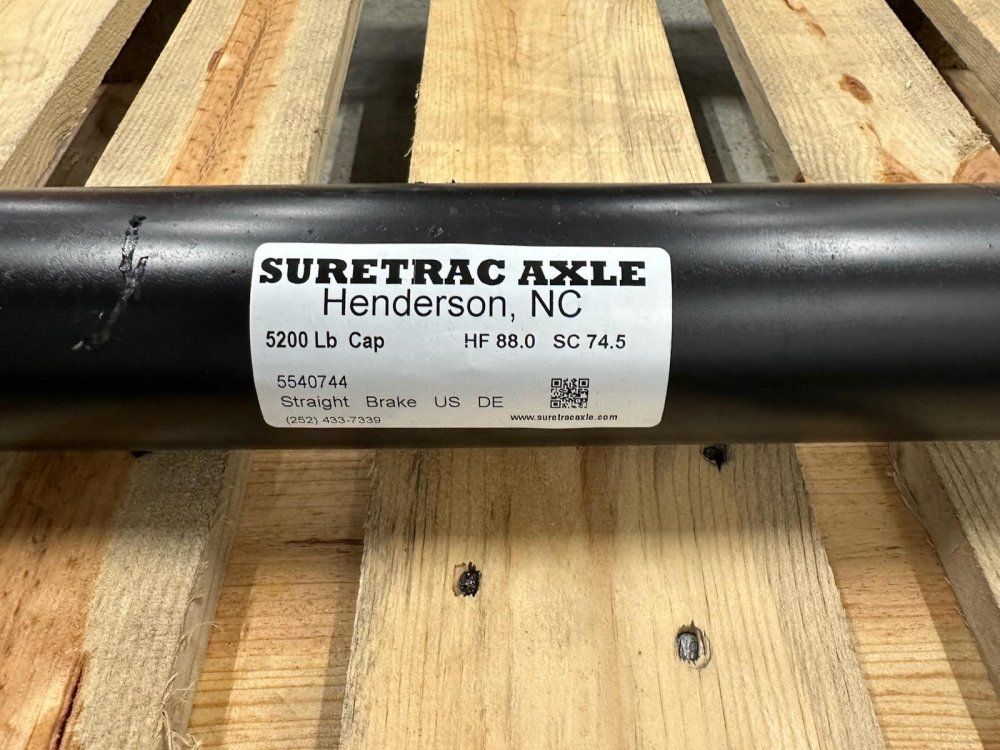 SURETRAC AXLE
Henderson, NC
5200 Lb Cap HF 88.0 SC 74.5
5540744
Straight Brake US DE
(252) 433-7339 www.suretracaxle.com